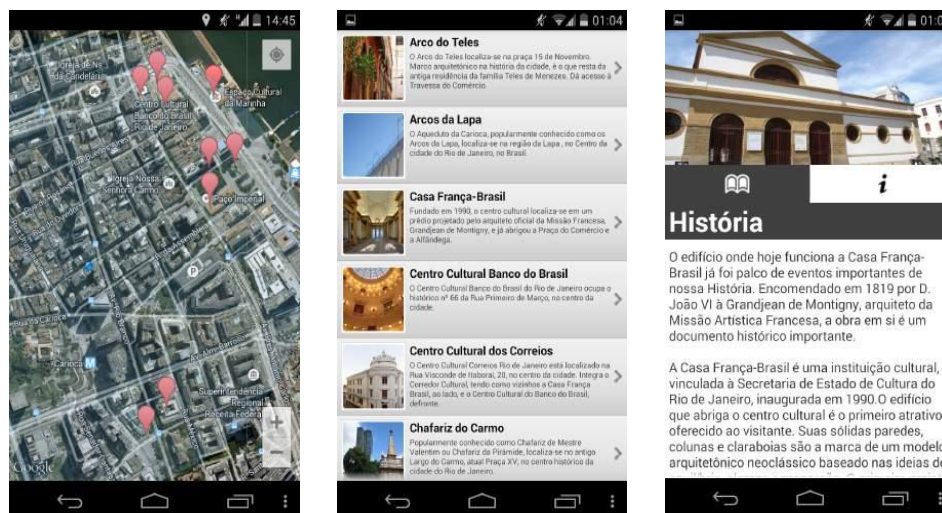 14:45
Igreja de Ns.
da Candelária
Espaço Cultural
da Marinha
Centro Cultural
Banco do Brasil
Rio de Janeiro
Rua Buenos Aires
Igreja Nossa
Senhora Carmo
Paço Imperial
Rua do Ouvidor
P
Carioca M
Superintendência
Regional
Receita Federal
+
−
Google
01:04
Arco do Teles
O Arco do Teles localiza-se na praça 15 de Novembro.
Marco arquitetônico na história da cidade, é o que resta da
antiga residência da família Teles de Menezes. Dá acesso à
Travessa do Comércio.
Arcos da Lapa
O Aqueduto da Carioca, popularmente conhecido como os
Arcos da Lapa, localiza-se na região da Lapa , no Centro da
cidade do Rio de Janeiro, no Brasil.
Casa França-Brasil
Fundado em 1990, o centro cultural localiza-se em um
prédio projetado pelo arquiteto oficial da Missão Francesa,
Grandjean de Montigny, e já abrigou a Praça do Comércio e
a Alfândega.
Centro Cultural Banco do Brasil
O Centro Cultural Banco do Brasil do Rio de Janeiro ocupa o
histórico nº 66 da Rua Primeiro de Março, no centro da
cidade.
Centro Cultural dos Correios
O Centro Cultural Correios Rio de Janeiro está localizado na
Rua Visconde de Itaboraí, 20, no centro da cidade. Integra o
Corredor Cultural, tendo como vizinhos a Casa França
Brasil, ao lado, e o Centro Cultural do Banco do Brasil,
defronte.
Chafariz do Carmo
Popularmente conhecido como Chafariz de Mestre
Valentim ou Chafariz da Pirâmide, localiza-se no antigo
Largo do Carmo, atual Praça XV, no centro histórico da
cidade do Rio de Janeiro.
01:0
i
História
O edifício onde hoje funciona a Casa França-
Brasil já foi palco de eventos importantes de
nossa História. Encomendado em 1819 por D.
João VI à Grandjean de Montigny, arquiteto da
Missão Artística Francesa, a obra em si é um
documento histórico importante.
A Casa França-Brasil é uma instituição cultural,
vinculada à Secretaria de Estado de Cultura do
Rio de Janeiro, inaugurada em 1990.O edifício
que abriga o centro cultural é o primeiro atrativo
oferecido ao visitante. Suas sólidas paredes,
colunas e claraboias são a marca de um modelo
arquitetônico neoclássico baseado nas ideias de